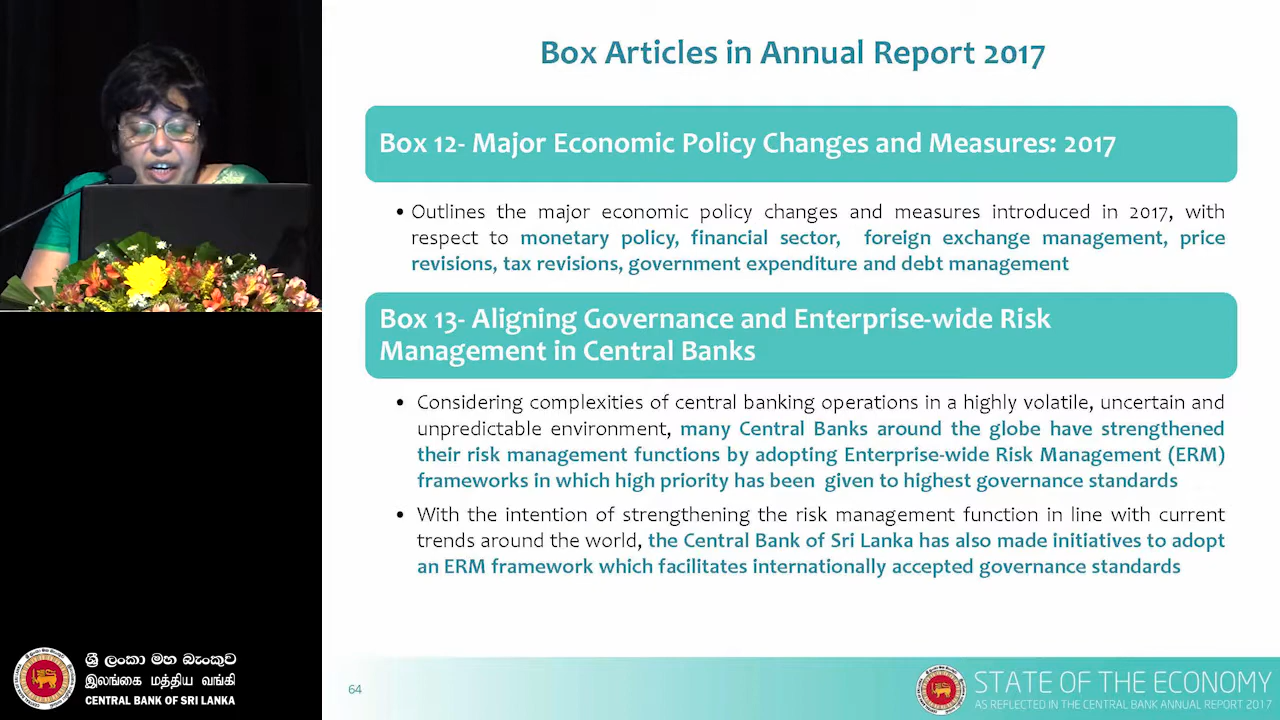 Box Articles in Annual Report 2017
Box 12- Major Economic Policy Changes and Measures: 2017
• Outlines the major economic policy changes and measures introduced in 2017, with
respect to monetary policy, financial sector, foreign exchange management, price
revisions, tax revisions, government expenditure and debt management
Box 13- Aligning Governance and Enterprise-wide Risk
Management in Central Banks
• Considering complexities of central banking operations in a highly volatile, uncertain and
unpredictable environment, many Central Banks around the globe have strengthened
their risk management functions by adopting Enterprise-wide Risk Management (ERM)
frameworks in which high priority has been given to highest governance standards
• With the intention of strengthening the risk management function in line with current
trends around the world, the Central Bank of Sri Lanka has also made initiatives to adopt
an ERM framework which facilitates internationally accepted governance standards
64
ශ්‍රී ලංකා මහ බැංකුව
இலங்கை மத்திய வங்கி
CENTRAL BANK OF SRI LANKA
STATE OF THE ECONOMY
AS REFLECTED IN THE CENTRAL BANK ANNUAL REPORT 2017